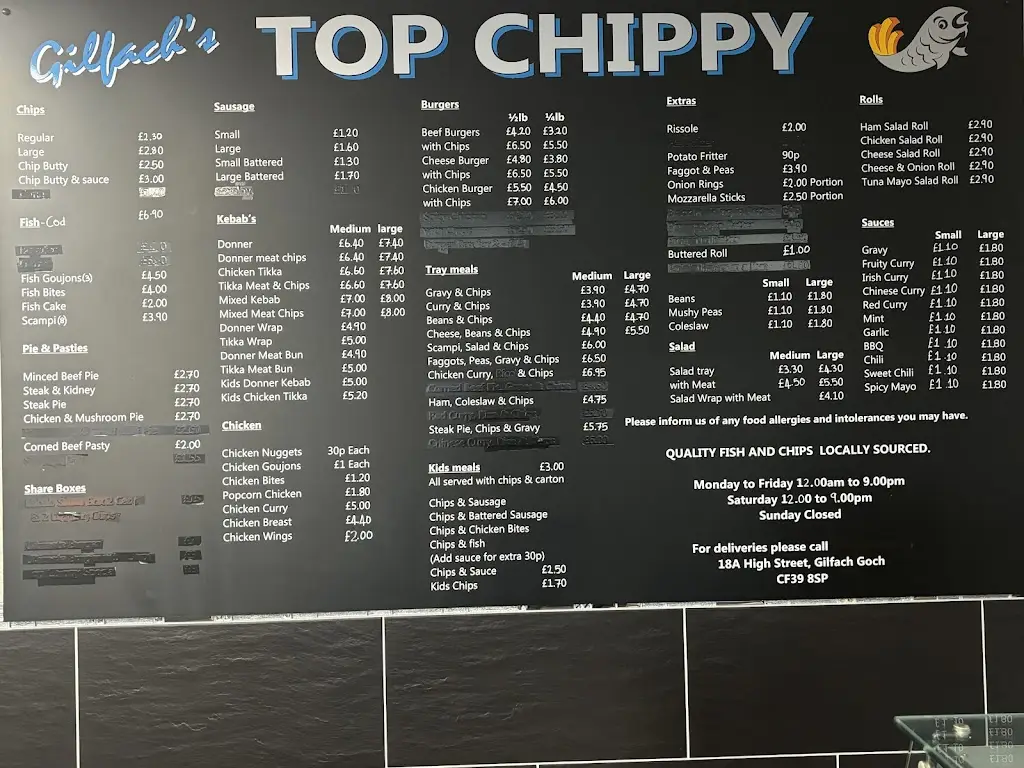 Gilfach's TOP CHIPPY
Chips
Regular £1.30
Large £2.80
Chip Butty £2.50
Chip Butty & sauce £3.00
Fish-Cod £6.90
Fish Goujons(5) £4.50
Fish Bites £4.00
Fish Cake £2.00
Scampi(8) £3.90
Pie & Pasties
Minced Beef Pie £2.70
Steak & Kidney £2.70
Steak Pie £2.70
Chicken & Mushroom Pie £2.70
Corned Beef Pasty £2.00
Share Boxes
Sausage
Small £1.20
Large £1.60
Small Battered £1.30
Large Battered £1.70
Kebab's
Medium large
Donner £6.40 £7.40
Donner meat chips £6.40 £7.40
Chicken Tikka £6.60 £7.60
Tikka Meat & Chips £6.60 £7.60
Mixed Kebab £7.00 £8.00
Mixed Meat Chips £7.00 £8.00
Donner Wrap £4.90
Tikka Wrap £5.00
Donner Meat Bun £4.90
Tikka Meat Bun £5.00
Kids Donner Kebab £5.00
Kids Chicken Tikka £5.20
Chicken
Chicken Nuggets 30p Each
Chicken Goujons £1 Each
Chicken Bites £1.20
Popcorn Chicken £1.80
Chicken Curry £5.00
Chicken Breast £4.40
Chicken Wings £2.00
Burgers
½lb ¼lb
Beef Burgers £4.20 £3.20
with Chips £6.50 £5.50
Cheese Burger £4.80 £3.80
with Chips £6.50 £5.50
Chicken Burger £5.50 £4.50
with Chips £7.00 £6.00
Tray meals
Medium Large
Gravy & Chips £3.90 £4.70
Curry & Chips £3.90 £4.70
Beans & Chips £4.40 £4.70
Cheese, Beans & Chips £4.90 £5.50
Scampi, Salad & Chips £6.00
Faggots, Peas, Gravy & Chips £6.50
Chicken Curry, & Chips £6.95
Ham, Coleslaw & Chips £4.75
Steak Pie, Chips & Gravy £5.75
Kids meals £3.00
All served with chips & carton
Chips & Sausage
Chips & Battered Sausage
Chips & Chicken Bites
Chips & fish
(Add sauce for extra 30p)
Chips & Sauce £2.50
Kids Chips £1.70
Extras
Rissole £2.00
Potato Fritter 90p
Faggot & Peas £3.90
Onion Rings £2.00 Portion
Mozzarella Sticks £2.50 Portion
Buttered Roll £1.00
Small Large
Beans £1.10 £1.80
Mushy Peas £1.10 £1.80
Coleslaw £1.10 £1.80
Salad
Medium Large
Salad tray £3.30 £4.30
with Meat £4.50 £5.50
Salad Wrap with Meat £4.10
Rolls
Ham Salad Roll £2.90
Chicken Salad Roll £2.90
Cheese Salad Roll £2.90
Cheese & Onion Roll £2.90
Tuna Mayo Salad Roll £2.90
Sauces
Small Large
Gravy £1.10 £1.80
Fruity Curry £1.10 £1.80
Irish Curry £1.10 £1.80
Chinese Curry £1.10 £1.80
Red Curry £1.10 £1.80
Mint £1.10 £1.80
Garlic £1.10 £1.80
BBQ £1.10 £1.80
Chili £1.10 £1.80
Sweet Chili £1.10 £1.80
Spicy Mayo £1.10 £1.80
Please inform us of any food allergies and intolerances you may have.
QUALITY FISH AND CHIPS LOCALLY SOURCED.
Monday to Friday 12.00am to 9.00pm
Saturday 12.00 to 9.00pm
Sunday Closed
For deliveries please call
18A High Street, Gilfach Goch
CF39 8SP